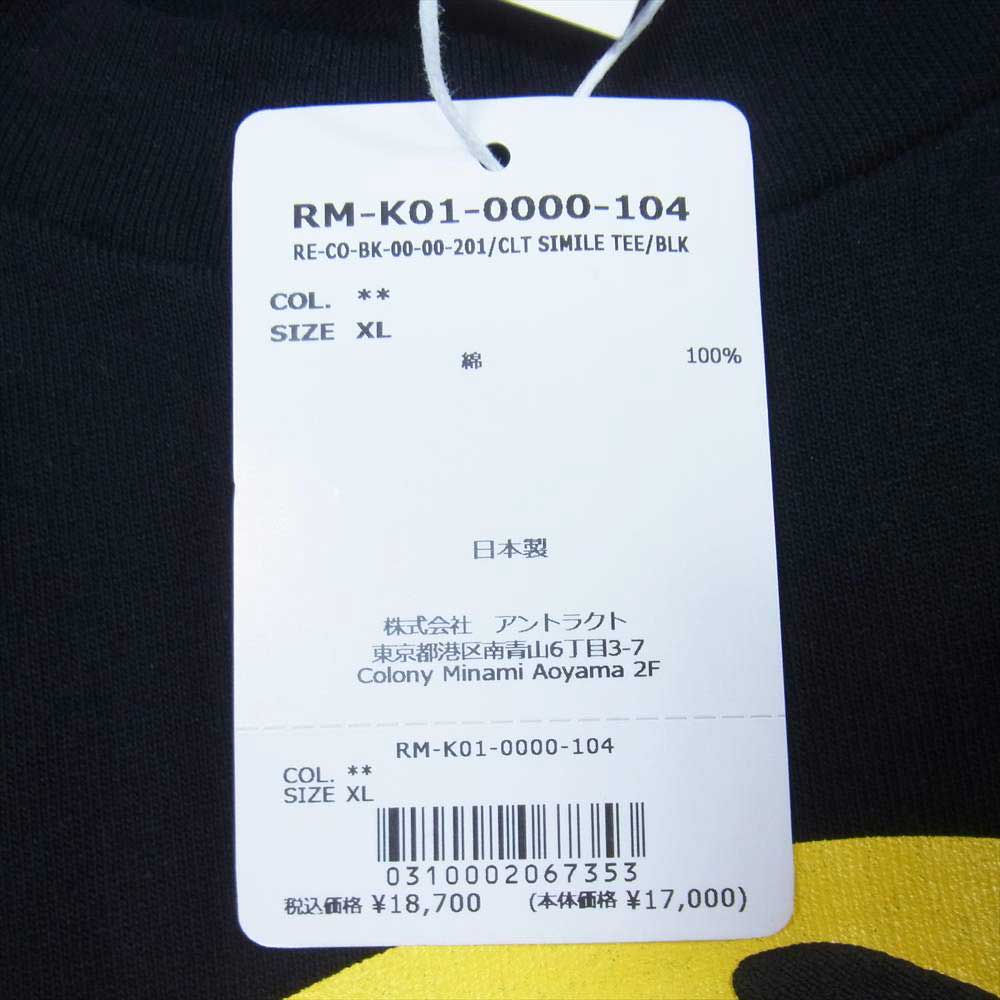 RM-K01-0000-104
RE-CO-BK-00-00-201/CLT SIMILE TEE/BLK
COL. **
SIZE XL
綿 100%
日本製
株式会社 アントラクト
東京都港区南青山6丁目3-7
Colony Minami Aoyama 2F
RM-K01-0000-104
COL. **
SIZE XL
0310002067353
税込価格 ¥18,700 (本体価格 ¥17,000)